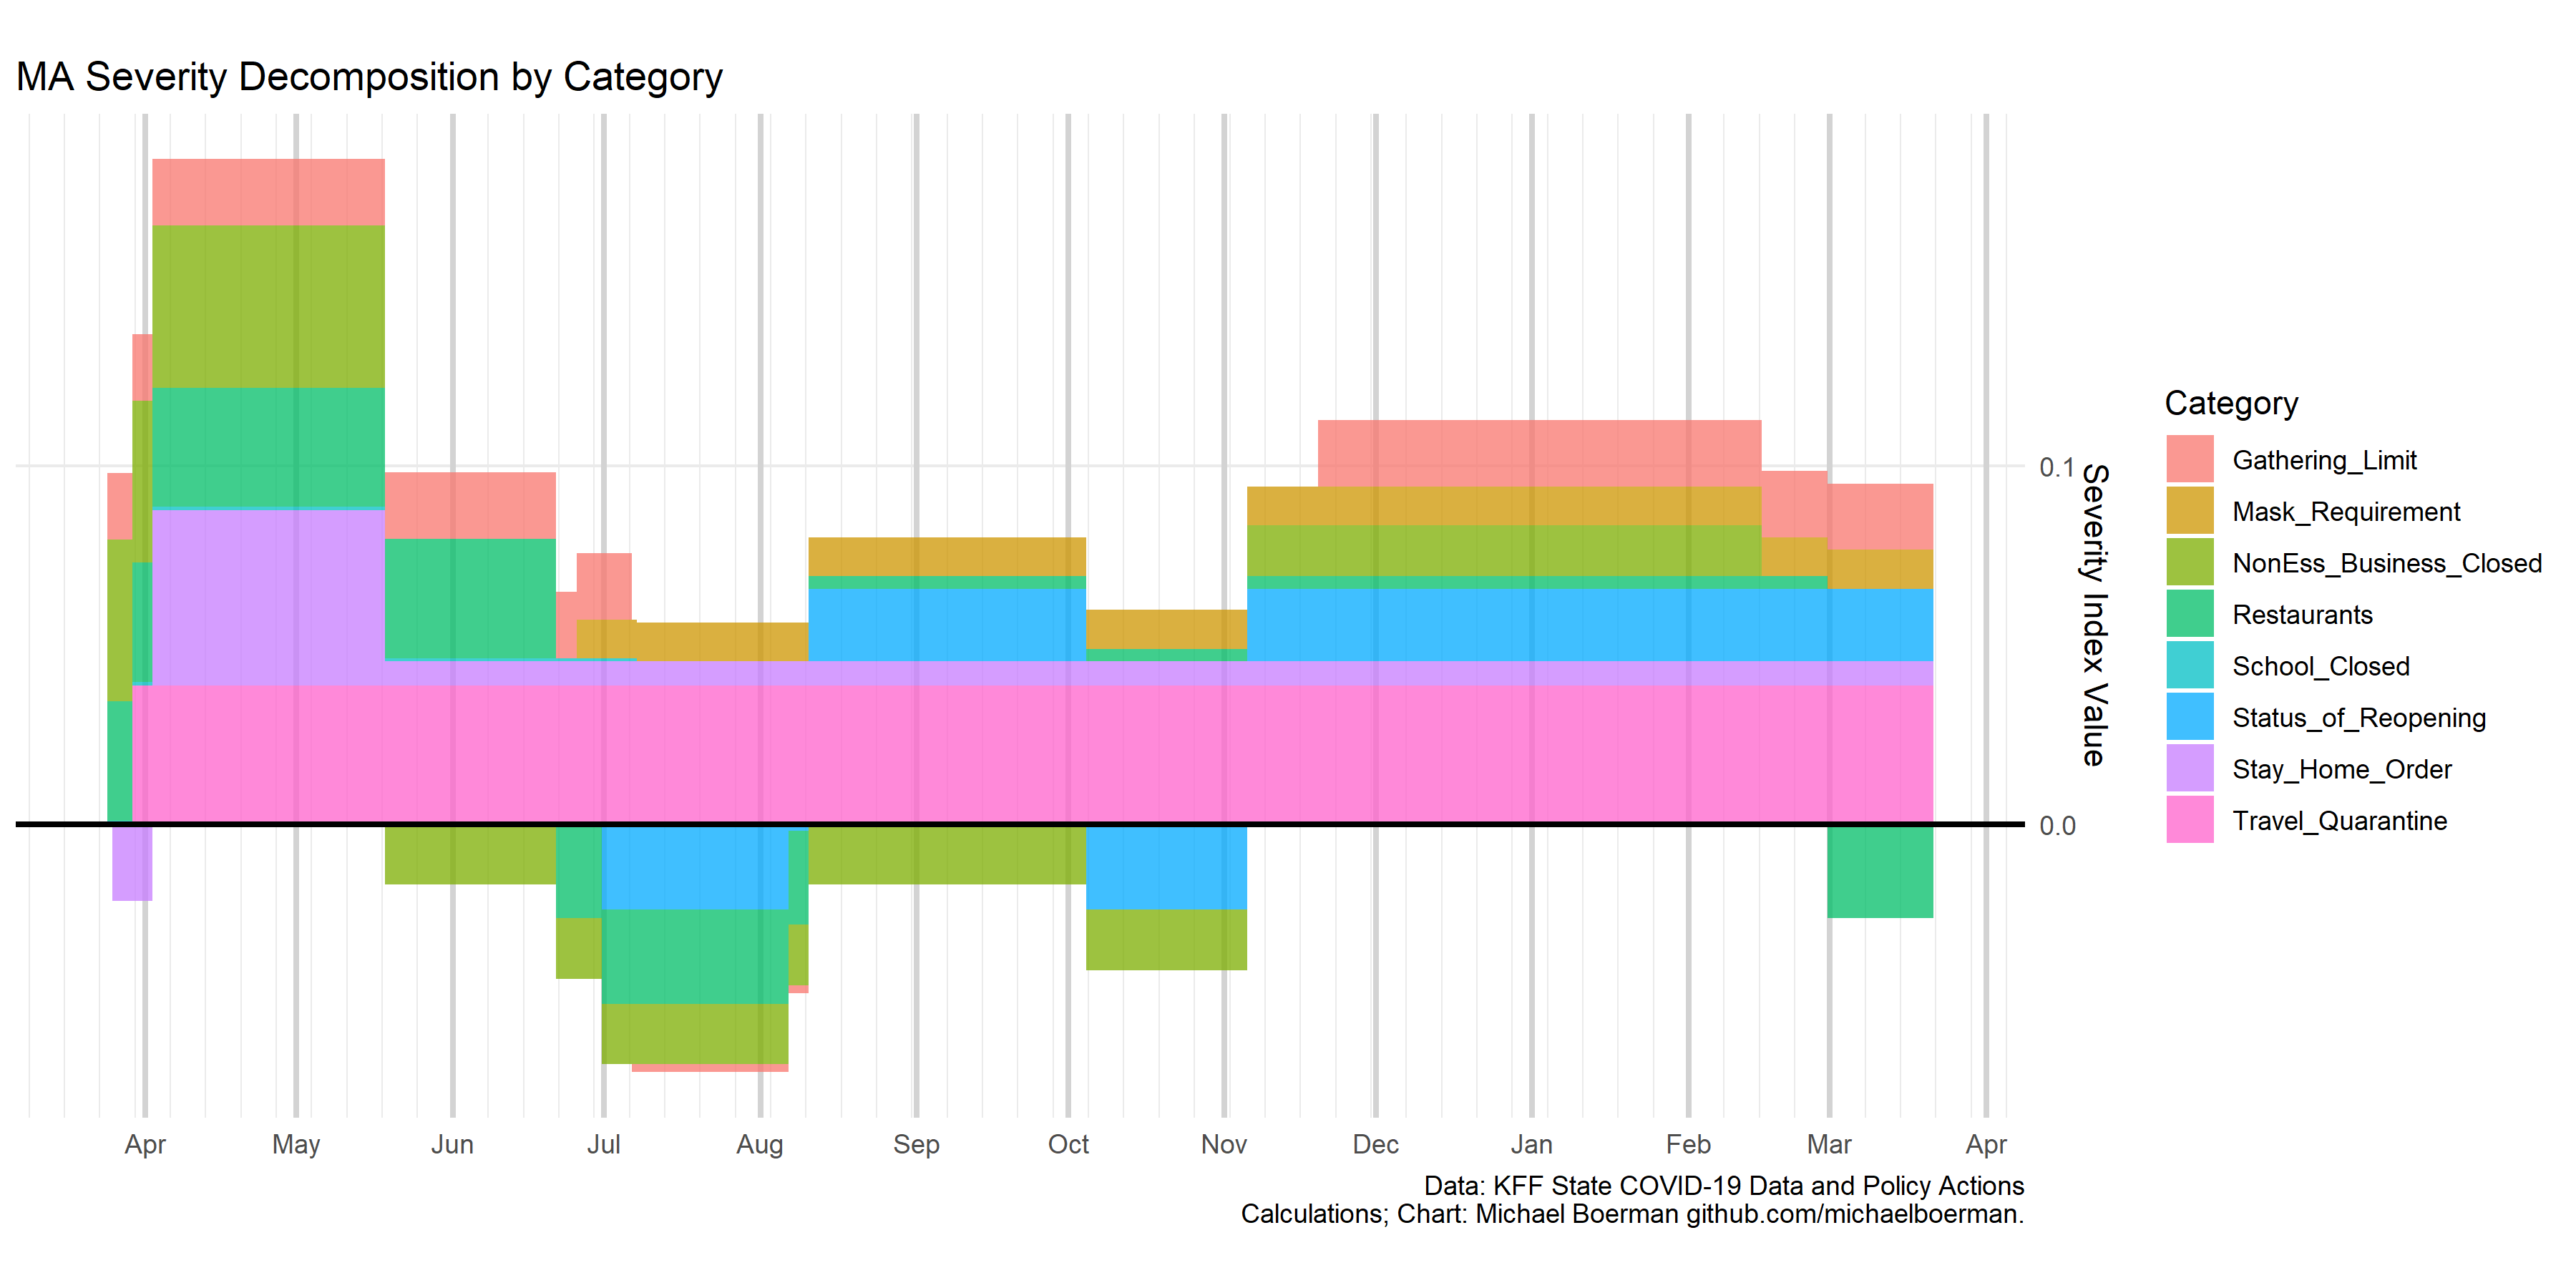 MA Severity Decomposition by Category
0.1
0.0
Severity Index Value
Apr May Jun Jul Aug Sep Oct Nov Dec Jan Feb Mar Apr
Data: KFF State COVID-19 Data and Policy Actions
Calculations; Chart: Michael Boerman github.com/michaelboerman.
Category
Gathering_Limit
Mask_Requirement
NonEss_Business_Closed
Restaurants
School_Closed
Status_of_Reopening
Stay_Home_Order
Travel_Quarantine